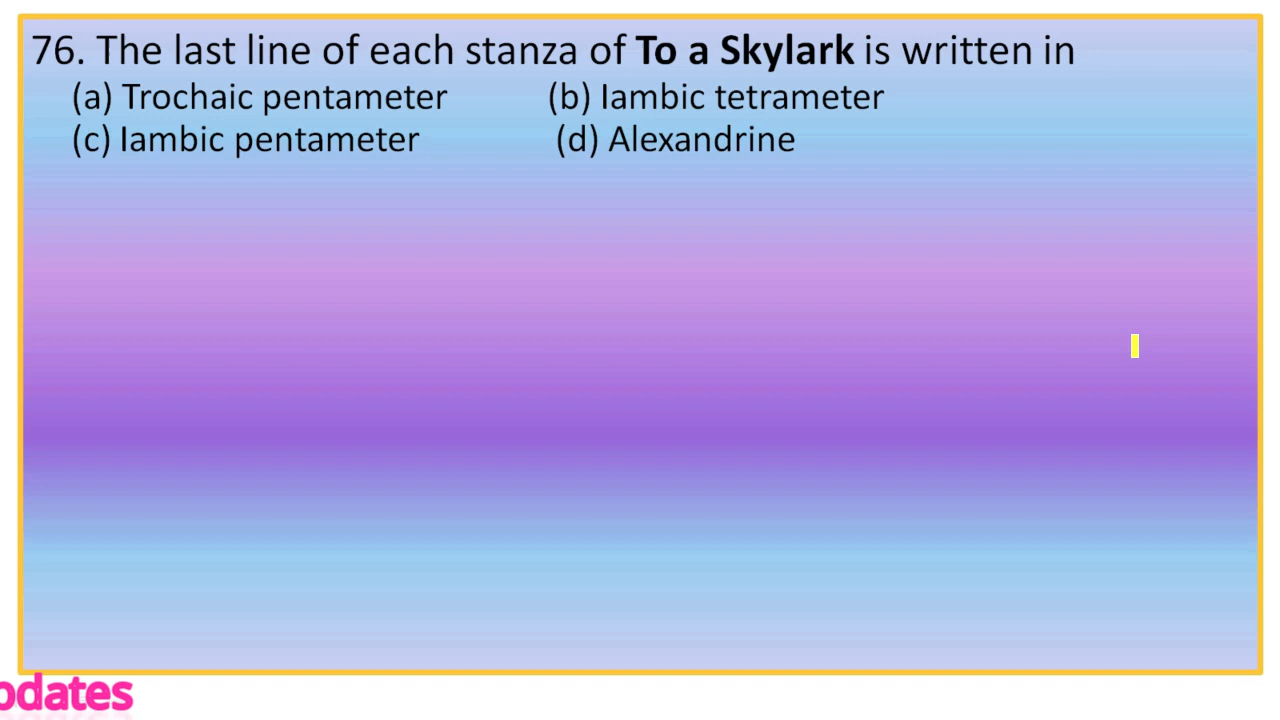 76. The last line of each stanza of To a Skylark is written in
(a) Trochaic pentameter (b) Iambic tetrameter
(c) Iambic pentameter (d) Alexandrine